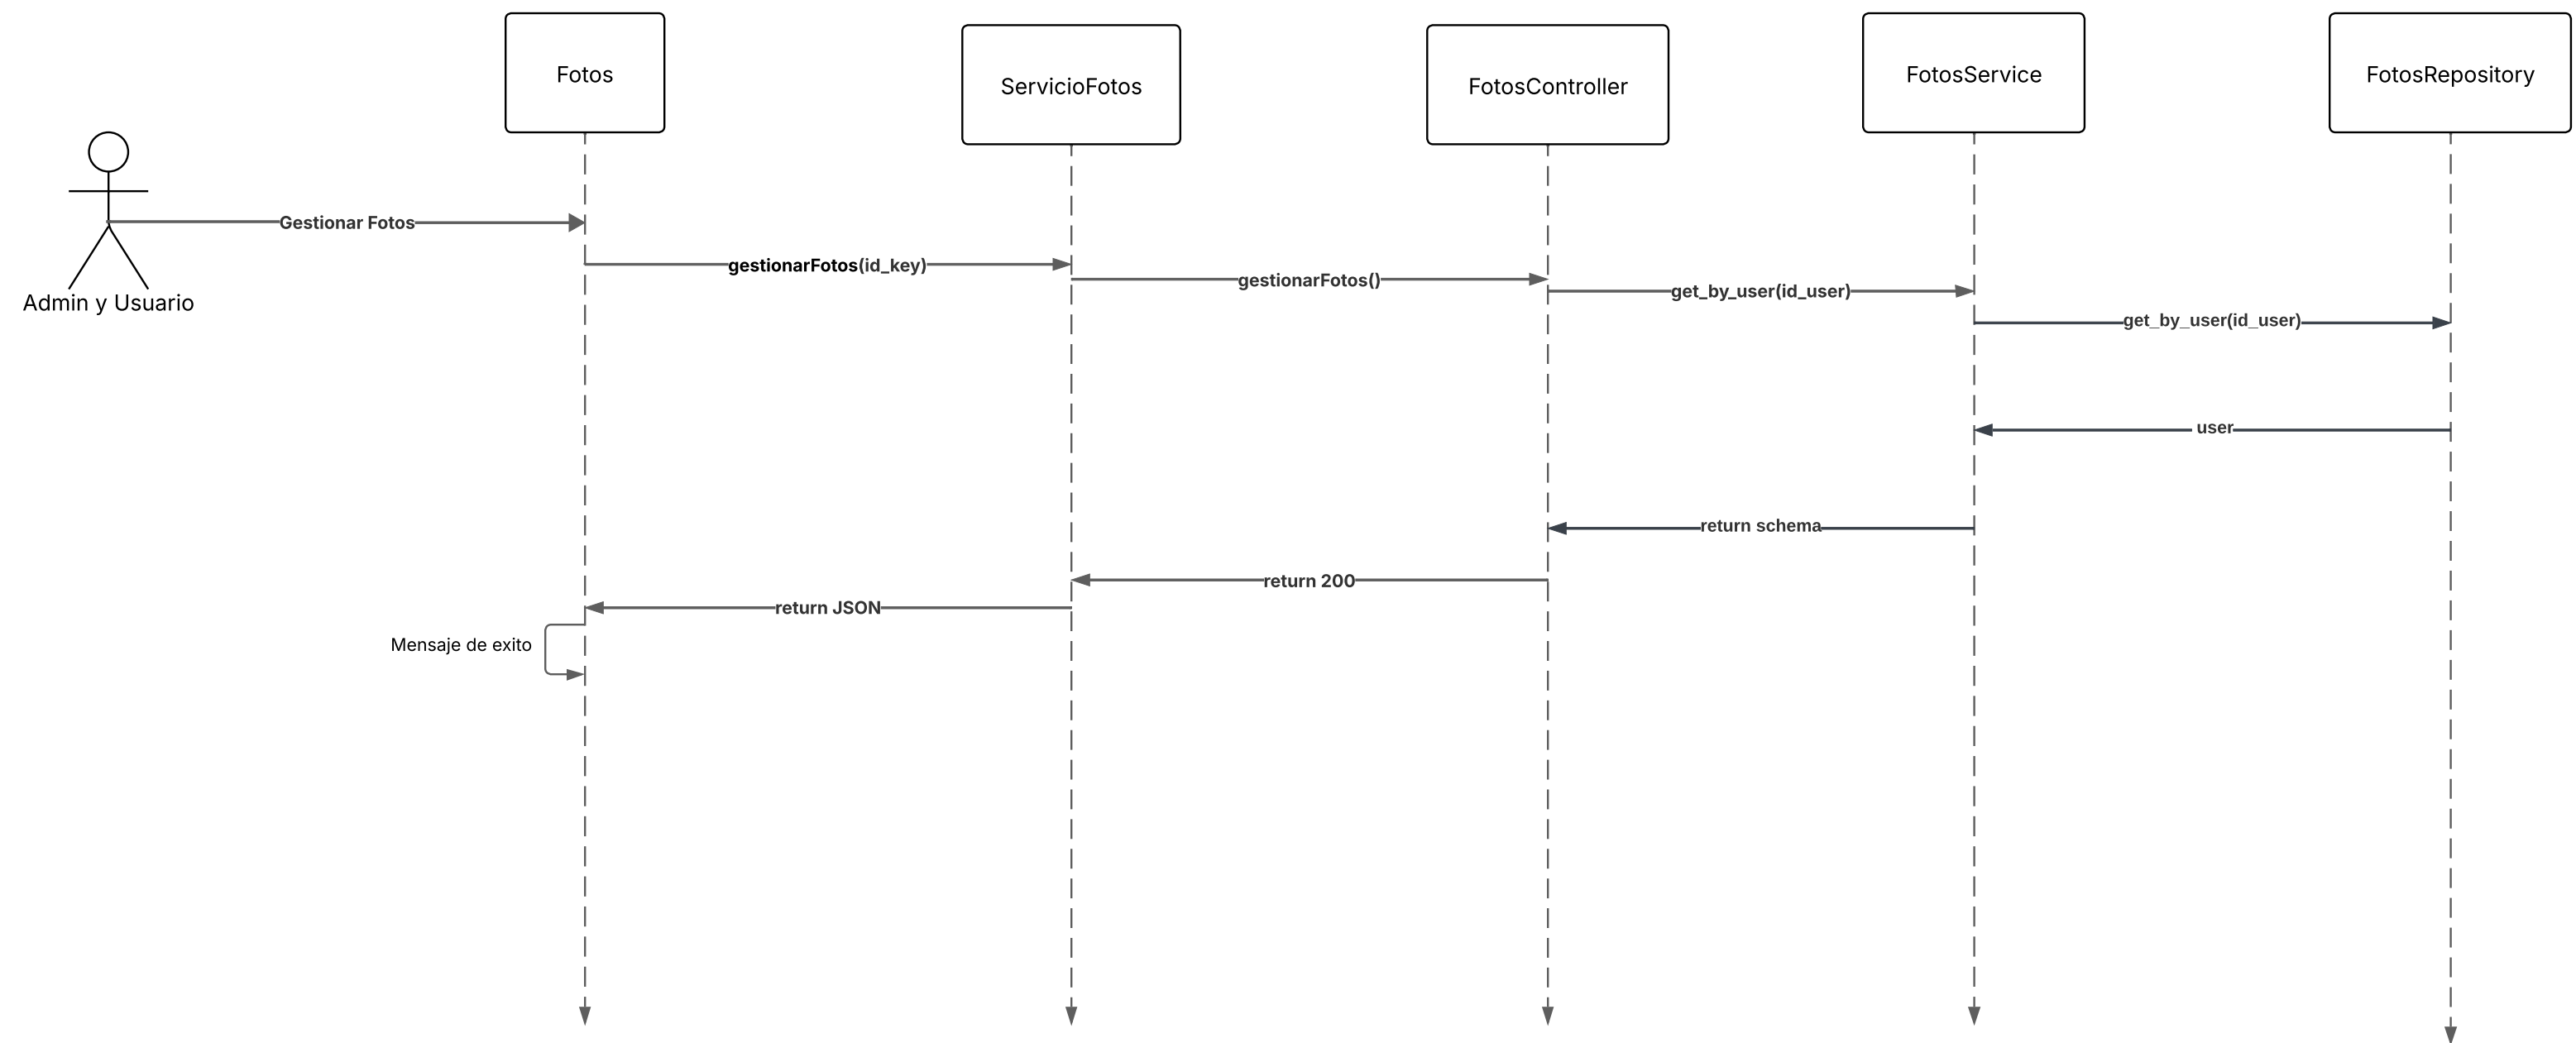 Fotos
ServicioFotos
FotosController
FotosService
FotosRepository
Admin y Usuario
Gestionar Fotos
gestionarFotos(id_key)
gestionarFotos()
get_by_user(id_user)
get_by_user(id_user)
user
return schema
return 200
return JSON
Mensaje de exito